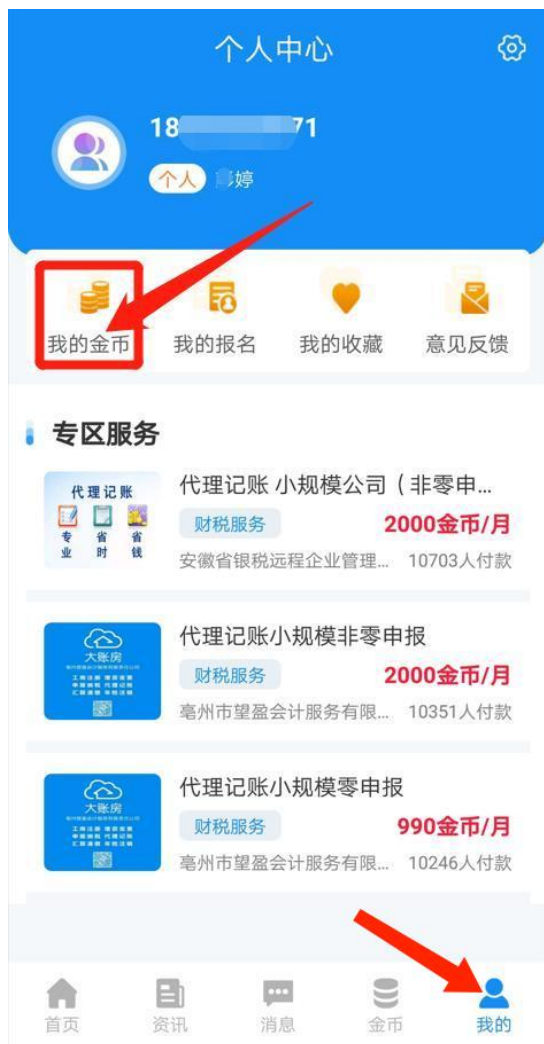 个人中心
18 71
个人 婷
我的金币 我的报名 我的收藏 意见反馈
专区服务
代理记账 小规模公司（非零申...
代理记账
专业 省时 省钱
财税服务 2000金币/月
安徽省银税远程企业管理... 10703人付款
代理记账小规模非零申报
大账房
财税服务 2000金币/月
亳州市望盈会计服务有限... 10351人付款
代理记账小规模零申报
大账房
财税服务 990金币/月
亳州市望盈会计服务有限... 10246人付款
首页 资讯 消息 金币 我的